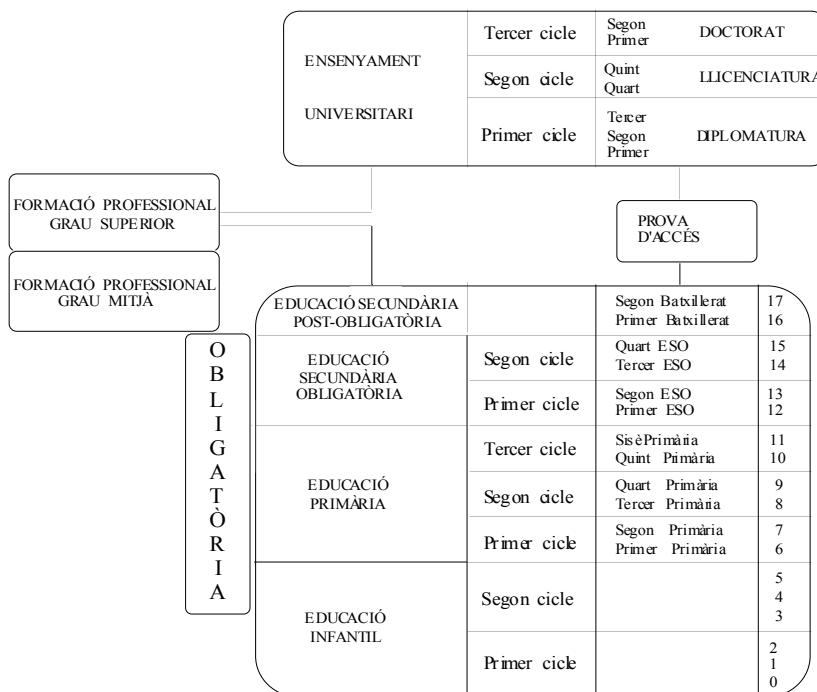 Tercer cicle
Segon
Primer
DOCTORAT
ENSENYAMENT
UNIVERSITARI
Segon cicle
Quint
Quart
LLICENCIATURA
Primer cicle
Tercer
Segon
Primer
DIPLOMATURA
FORMACIÓ PROFESSIONAL
GRAU SUPERIOR
PROVA
D'ACCÉS
FORMACIÓ PROFESSIONAL
GRAU MITJÀ
EDUCACIÓ SECUNDÀRIA
POST-OBLIGATÒRIA
Segon Batxillerat 17
Primer Batxillerat 16
OBLIGATÒRIA
EDUCACIÓ
SECUNDÀRIA
OBLIGATÒRIA
Segon cicle
Quart ESO 15
Tercer ESO 14
Primer cicle
Segon ESO 13
Primer ESO 12
EDUCACIÓ
PRIMÀRIA
Tercer cicle
Sisè Primària 11
Quint Primària 10
Segon cicle
Quart Primària 9
Tercer Primària 8
Primer cicle
Segon Primària 7
Primer Primària 6
EDUCACIÓ
INFANTIL
Segon cicle
5
4
3
Primer cicle
2
1
0